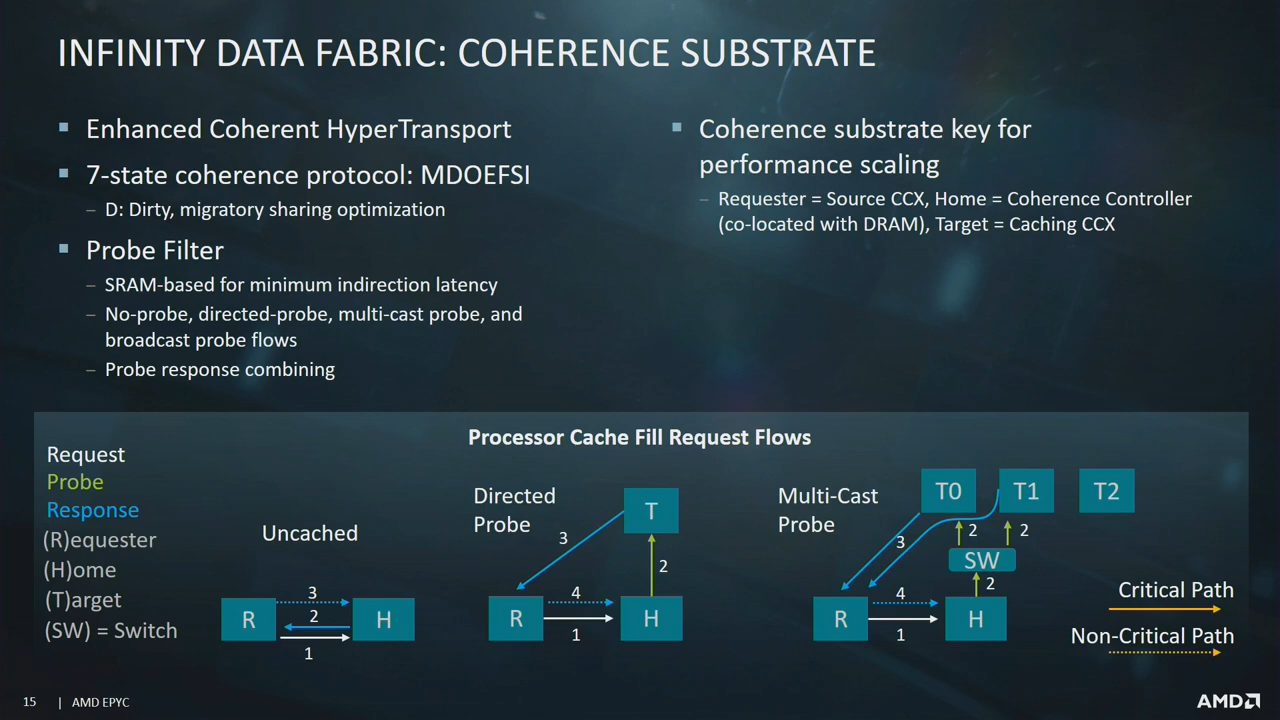 INFINITY DATA FABRIC: COHERENCE SUBSTRATE
Enhanced Coherent HyperTransport
7-state coherence protocol: MDOEFSI
– D: Dirty, migratory sharing optimization
Probe Filter
– SRAM-based for minimum indirection latency
– No-probe, directed-probe, multi-cast probe, and
broadcast probe flows
– Probe response combining
Coherence substrate key for
performance scaling
– Requester = Source CCX, Home = Coherence Controller
(co-located with DRAM), Target = Caching CCX
Processor Cache Fill Request Flows
Request
Probe
Response
(R)equester
(H)ome
(T)arget
(SW) = Switch
Uncached
R
3
2
1
H
Directed
Probe
T
3
2
R
4
1
H
Multi-Cast
Probe
T0
T1
T2
3
2
2
SW
2
R
4
1
H
Critical Path
Non-Critical Path
15 | AMD EPYC
AMD